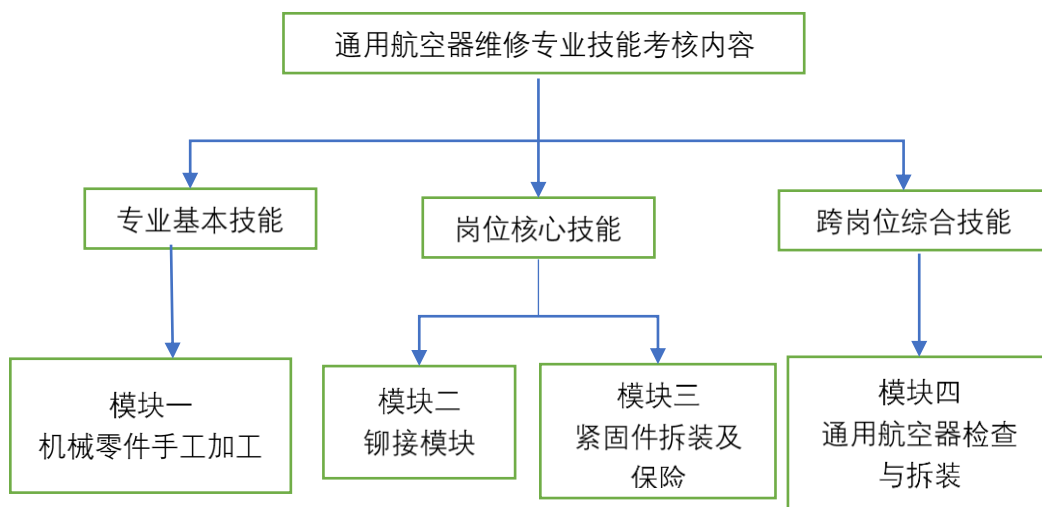 通用航空器维修专业技能考核内容
专业基本技能
岗位核心技能
跨岗位综合技能
模块一
机械零件手工加工
模块二
铆接模块
模块三
紧固件拆装及
保险
模块四
通用航空器检查
与拆装